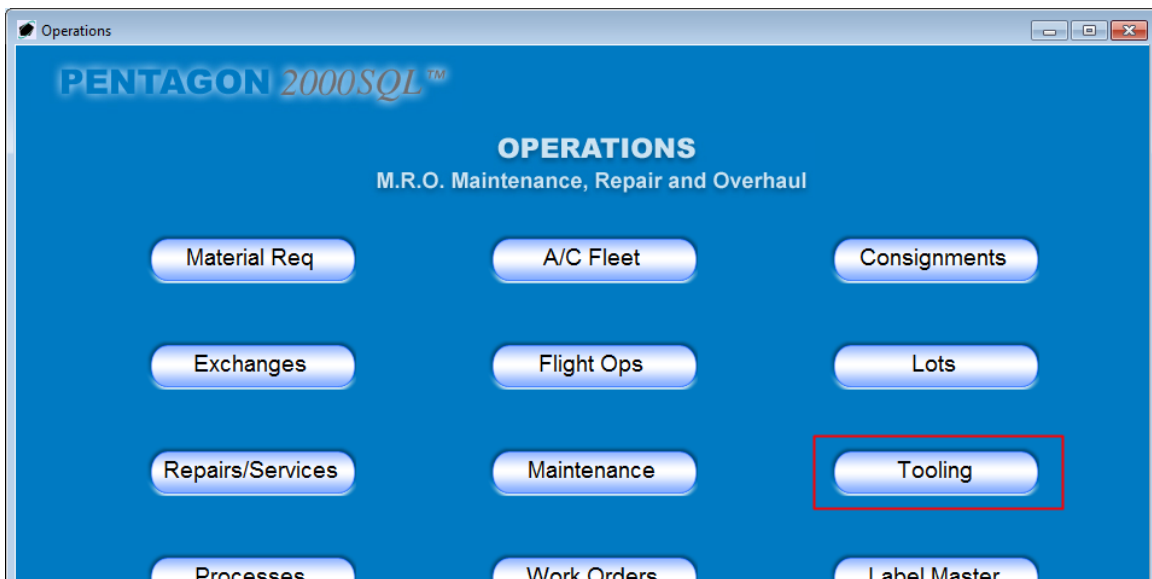 Operations
PENTAGON 2000SQL™
OPERATIONS
M.R.O. Maintenance, Repair and Overhaul
Material Req A/C Fleet Consignments
Exchanges Flight Ops Lots
Repairs/Services Maintenance Tooling
Processes Work Orders Label Master